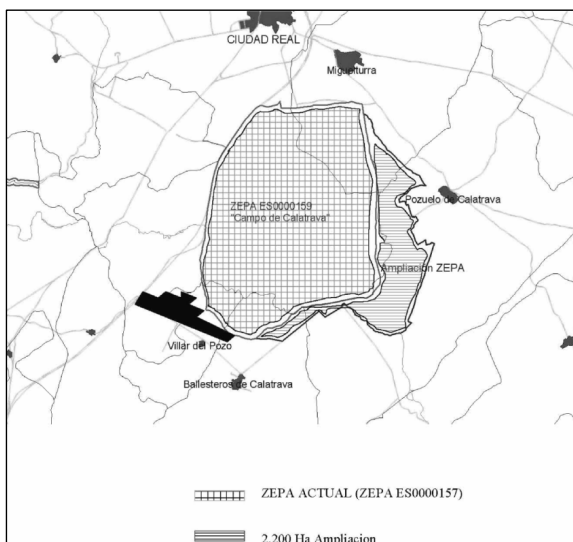 CIUDAD REAL
Miguelturra
ZEPA ES0000159
"Campo de Calatrava"
Pozuelo de Calatrava
Ampliación ZEPA
Villar del Pozo
Ballesteros de Calatrava
ZEPA ACTUAL (ZEPA ES0000157)
2.200 Ha Ampliacion